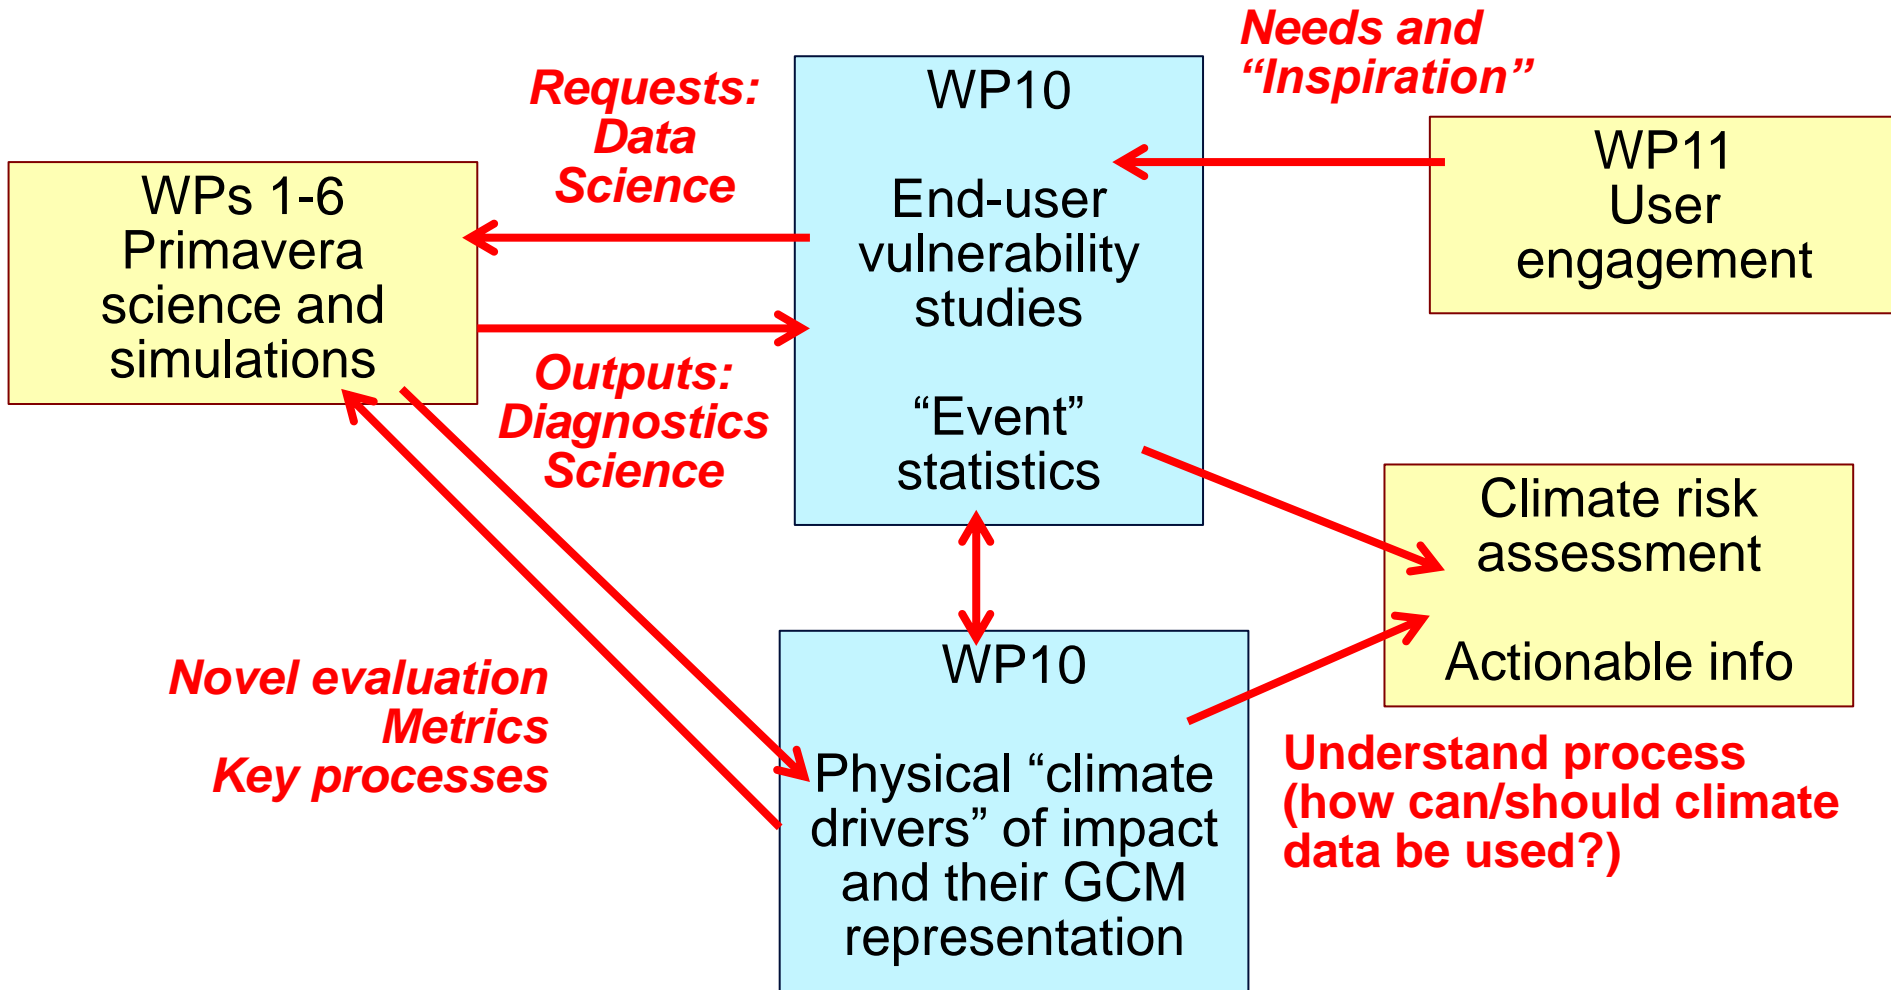 Needs and
“Inspiration”
Requests:
Data
Science
WP10
End-user
vulnerability
studies
“Event”
statistics
WP11
User
engagement
WPs 1-6
Primavera
science and
simulations
Outputs:
Diagnostics
Science
Climate risk
assessment
Actionable info
Novel evaluation
Metrics
Key processes
WP10
Physical “climate
drivers” of impact
and their GCM
representation
Understand process
(how can/should climate
data be used?)